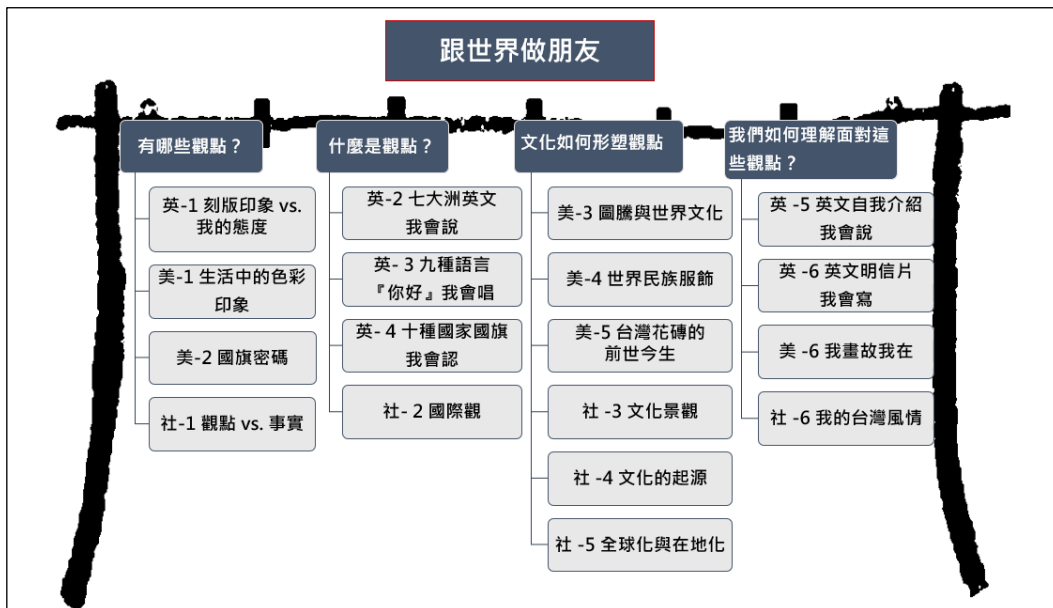 跟世界做朋友
有哪些觀點？
英-1 刻版印象 vs.
我的態度
美-1 生活中的色彩
印象
美-2 國旗密碼
社-1 觀點 vs. 事實
什麼是觀點？
英-2 七大洲英文
我會說
英- 3 九種語言
『你好』我會唱
英- 4 十種國家國旗
我會認
社- 2 國際觀
文化如何形塑觀點
美-3 圖騰與世界文化
美-4 世界民族服飾
美-5 台灣花磚的
前世今生
社 -3 文化景觀
社 -4 文化的起源
社 -5 全球化與在地化
我們如何理解面對這
些觀點？
英 -5 英文自我介紹
我會說
英 -6 英文明信片
我會寫
美 -6 我畫故我在
社 -6 我的台灣風情